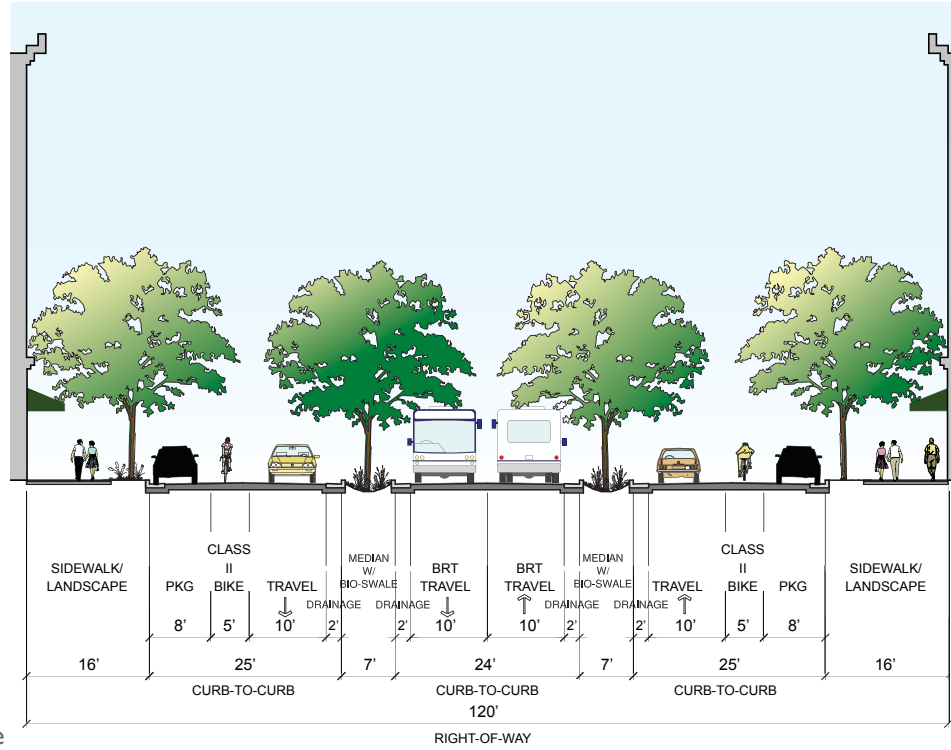 CLASS CLASS
SIDEWALK/ II MEDIAN BRT BRT MEDIAN II SIDEWALK/
LANDSCAPE PKG BIKE TRAVEL W/ BIO-SWALE TRAVEL TRAVEL W/ BIO-SWALE TRAVEL BIKE PKG LANDSCAPE
DRAINAGE DRAINAGE DRAINAGE DRAINAGE
8' 5' 10' 2' 2' 10' 10' 2' 2' 10' 5' 8'
16' 25' 7' 24' 7' 25' 16'
CURB-TO-CURB CURB-TO-CURB CURB-TO-CURB
120'
RIGHT-OF-WAY
e